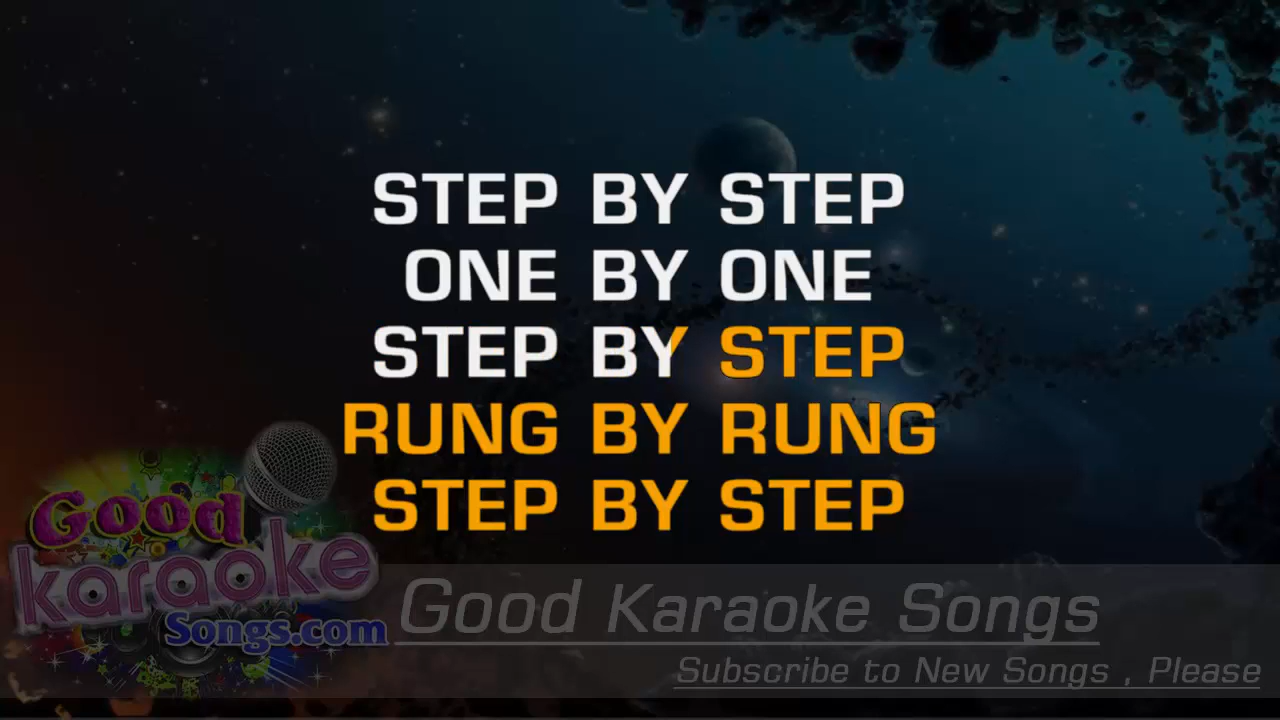 STEP BY STEP
ONE BY ONE
STEP BY STEP
RUNG BY RUNG
STEP BY STEP
Good
karaoke
Songs.com
Good Karaoke Songs
Subscribe to New Songs , Please